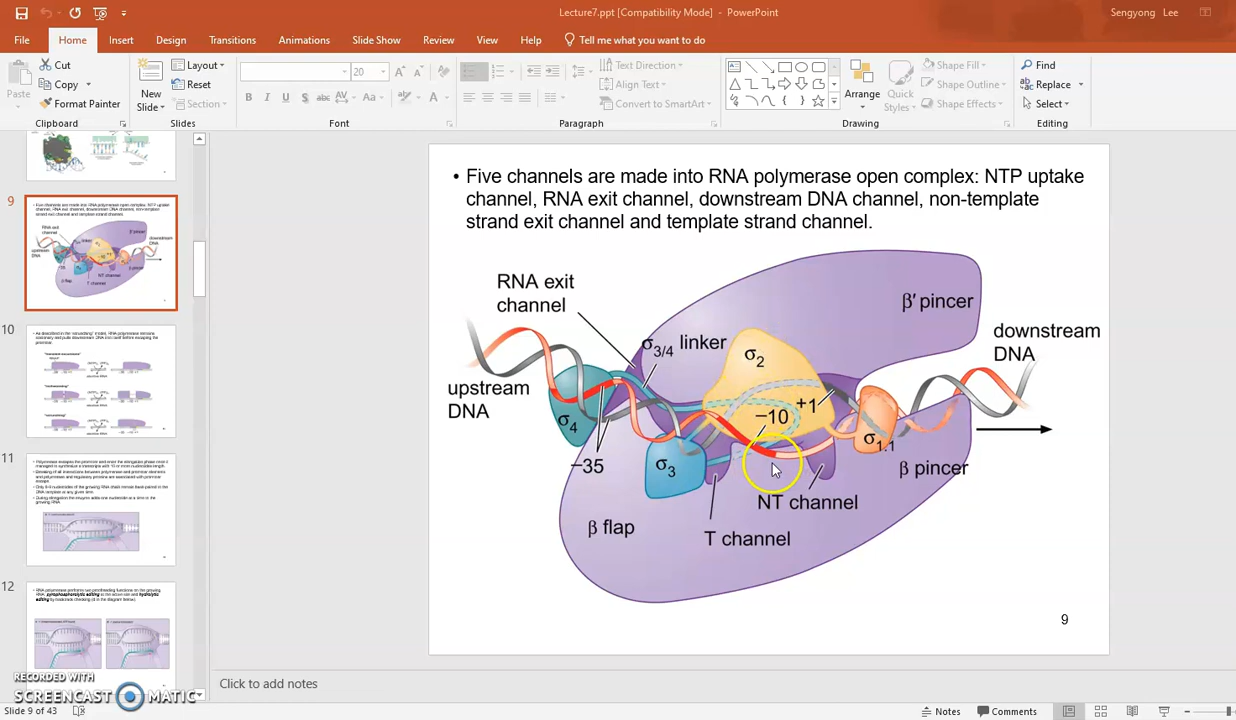 Lecture7.ppt [Compatibility Mode] - PowerPoint
Sengyong Lee
File Home Insert Design Transitions Animations Slide Show Review View Help Tell me what you want to do
Paste
Cut
Copy
Format Painter
Clipboard
New Slide
Layout
Reset
Section
Slides
20
Font
Text Direction
Align Text
Convert to SmartArt
Paragraph
Arrange
Quick Styles
Shape Fill
Shape Outline
Shape Effects
Drawing
Find
Replace
Select
Editing
9
10
11
12
• Five channels are made into RNA polymerase open complex: NTP uptake
channel, RNA exit channel, downstream DNA channel, non-template
strand exit channel and template strand channel.
RNA exit
channel
β′ pincer
σ3/4 linker
σ2
downstream
DNA
upstream
DNA
+1
−10
σ4
σ1.1
−35
σ3
β pincer
NT channel
β flap
T channel
9
RECORDED WITH
SCREENCAST MATIC
Click to add notes
Slide 9 of 43
Notes
Comments